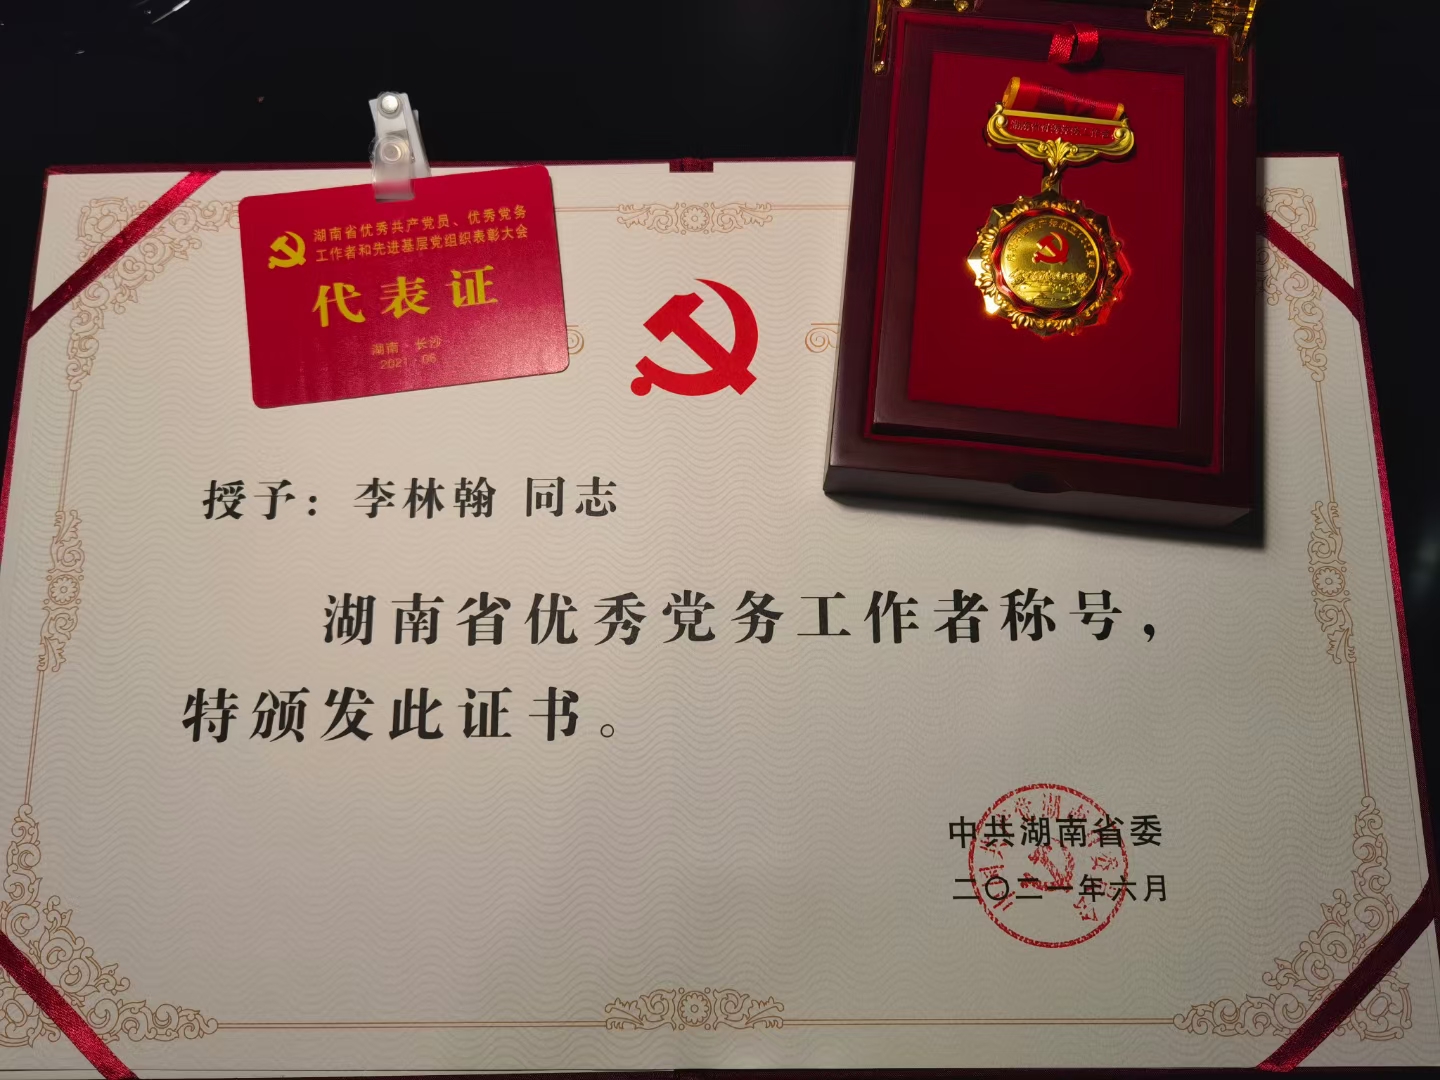 湖南省优秀共产党员、优秀党务
工作者和先进基层党组织表彰大会
代表证
湖南·长沙
2021·06
授予：李林翰 同志
湖南省优秀党务工作者称号，
特颁发此证书。
中共湖南省委
二〇二一年六月